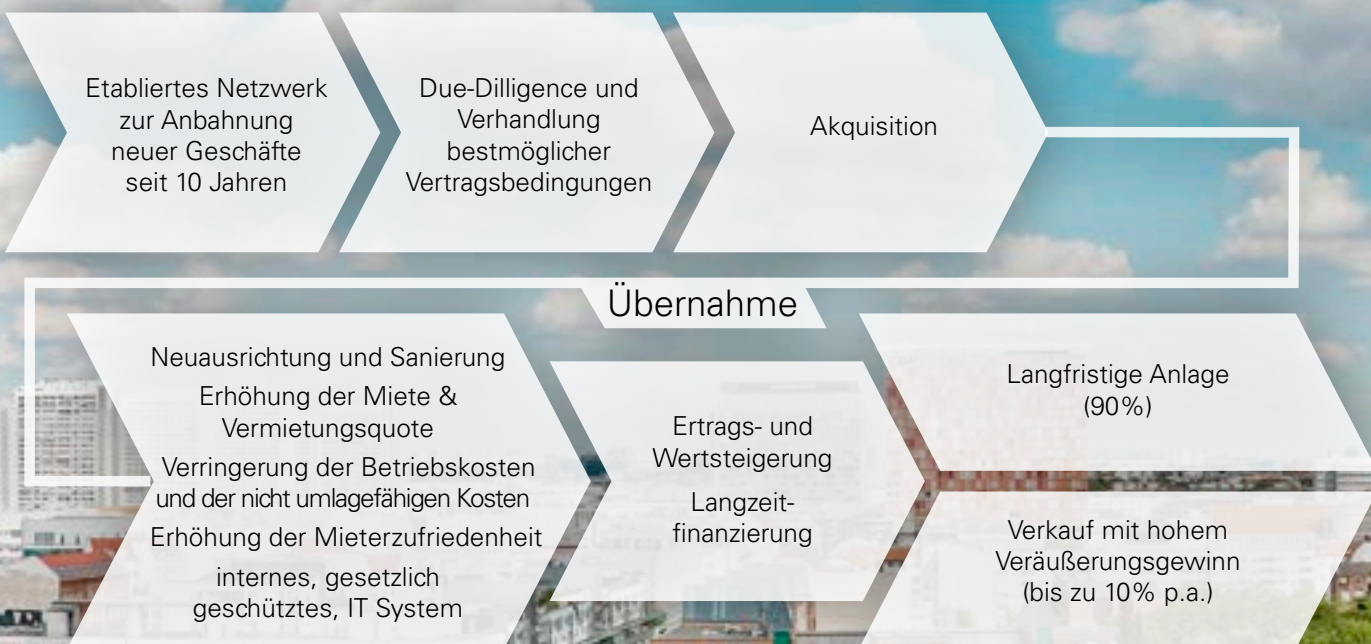 Etabliertes Netzwerk
zur Anbahnung
neuer Geschäfte
seit 10 Jahren
Due-Dilligence und
Verhandlung
bestmöglicher
Vertragsbedingungen
Akquisition
Übernahme
Neuausrichtung und Sanierung
Erhöhung der Miete &
Vermietungsquote
Verringerung der Betriebskosten
und der nicht umlagefähigen Kosten
Erhöhung der Mieterzufriedenheit
internes, gesetzlich
geschütztes, IT System
Ertrags- und
Wertsteigerung
Langzeit-
finanzierung
Langfristige Anlage
(90%)
Verkauf mit hohem
Veräußerungsgewinn
(bis zu 10% p.a.)